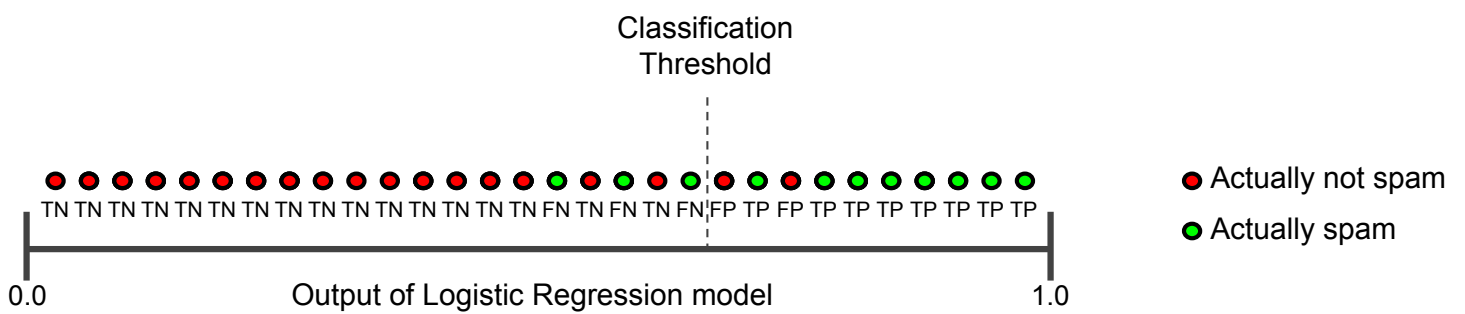 Classification
Threshold
TN TN TN TN TN TN TN TN TN TN TN TN TN TN TN FN TN FN TN FN FP TP FP TP TP TP TP TP TP TP
0.0
Output of Logistic Regression model
1.0
Actually not spam
Actually spam